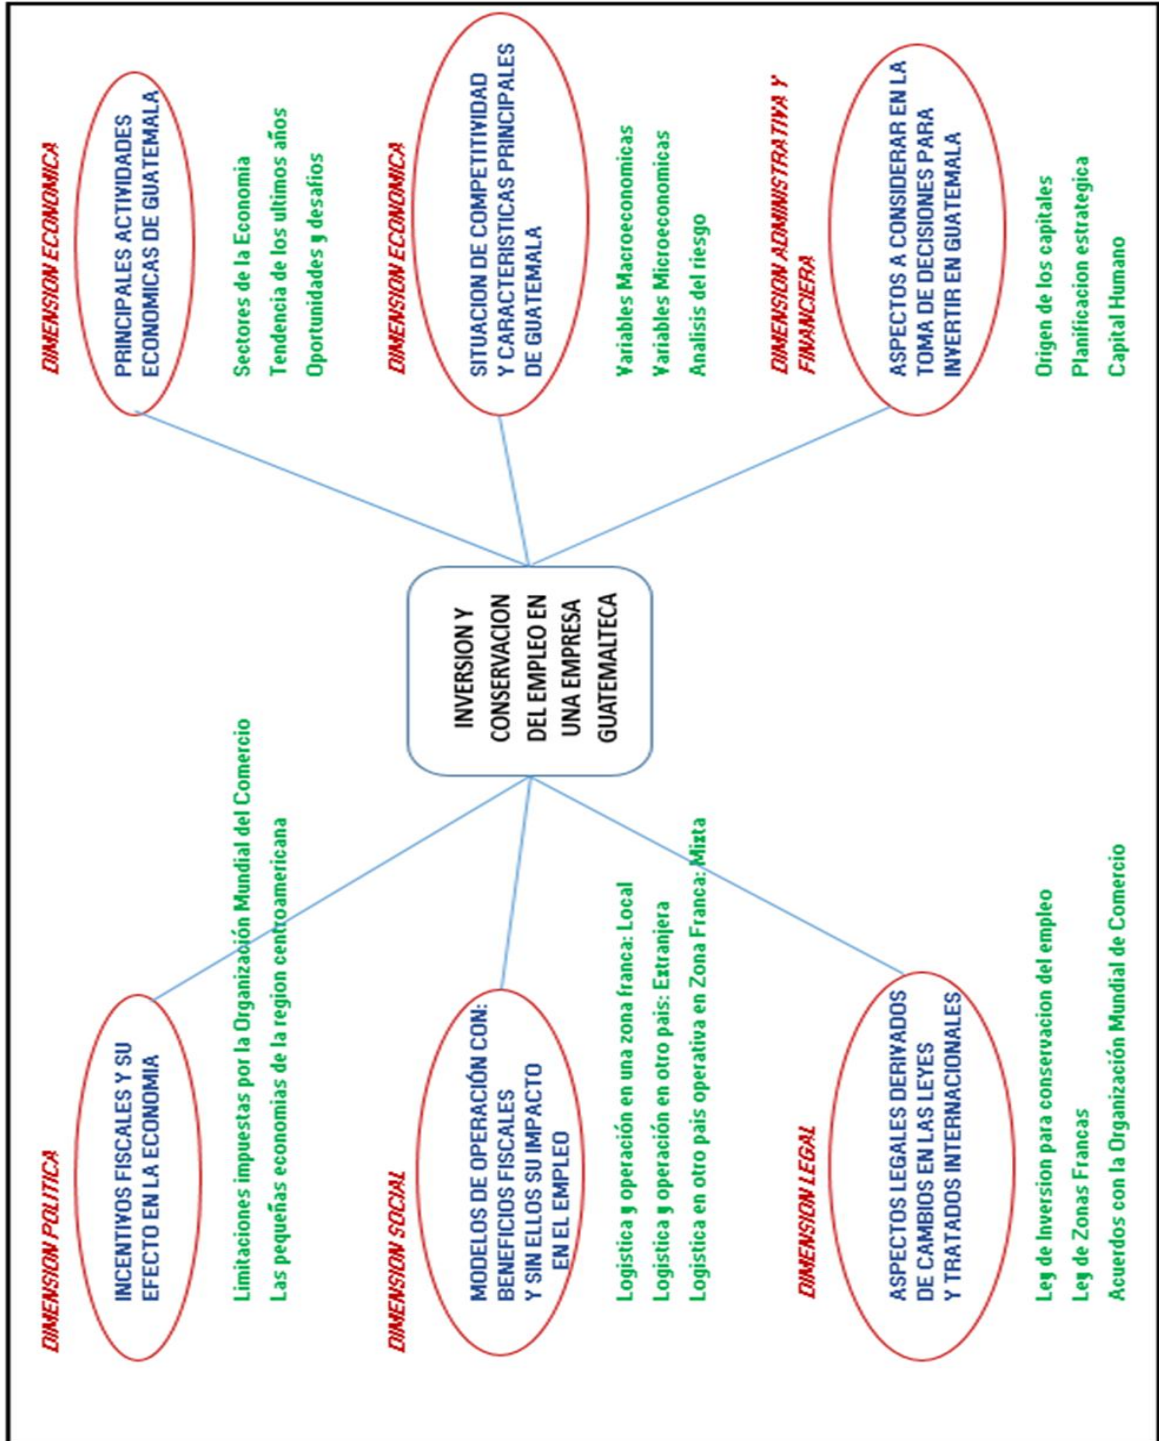 DIMENSION POLITICA
INCENTIVOS FISCALES Y SU
EFECTO EN LA ECONOMIA
Limitaciones impuestas por la Organización Mundial del Comercio
Las pequeñas economias de la region centroamericana
DIMENSION SOCIAL
MODELOS DE OPERACIÓN CON:
BENEFICIOS FISCALES
Y SIN ELLOS SU IMPACTO
EN EL EMPLEO
Logistica y operación en una zona franca: Local
Logistica y operación en otro pais: Extranjera
Logistica en otro pais operativa en Zona Franca: Mixta
DIMENSION LEGAL
ASPECTOS LEGALES DERIVADOS
DE CAMBIOS EN LAS LEYES
Y TRATADOS INTERNACIONALES
Ley de Inversion para conservacion del empleo
Ley de Zonas Francas
Acuerdos con la Organización Mundial de Comercio
INVERSION Y
CONSERVACION
DEL EMPLEO EN
UNA EMPRESA
GUATEMALTECA
DIMENSION ECONOMICA
PRINCIPALES ACTIVIDADES
ECONOMICAS DE GUATEMALA
Sectores de la Economia
Tendencia de los ultimos años
Oportunidades y desafios
DIMENSION ECONOMICA
SITUACION DE COMPETITIVIDAD
Y CARACTERISTICAS PRINCIPALES
DE GUATEMALA
Variables Macroeconomicas
Variables Microeconomicas
Analisis del riesgo
DIMENSION ADMINISTRATIVA Y
FINANCIERA
ASPECTOS A CONSIDERAR EN LA
TOMA DE DECISIONES PARA
INVERTIR EN GUATEMALA
Origen de los capitales
Planificacion estrategica
Capital Humano